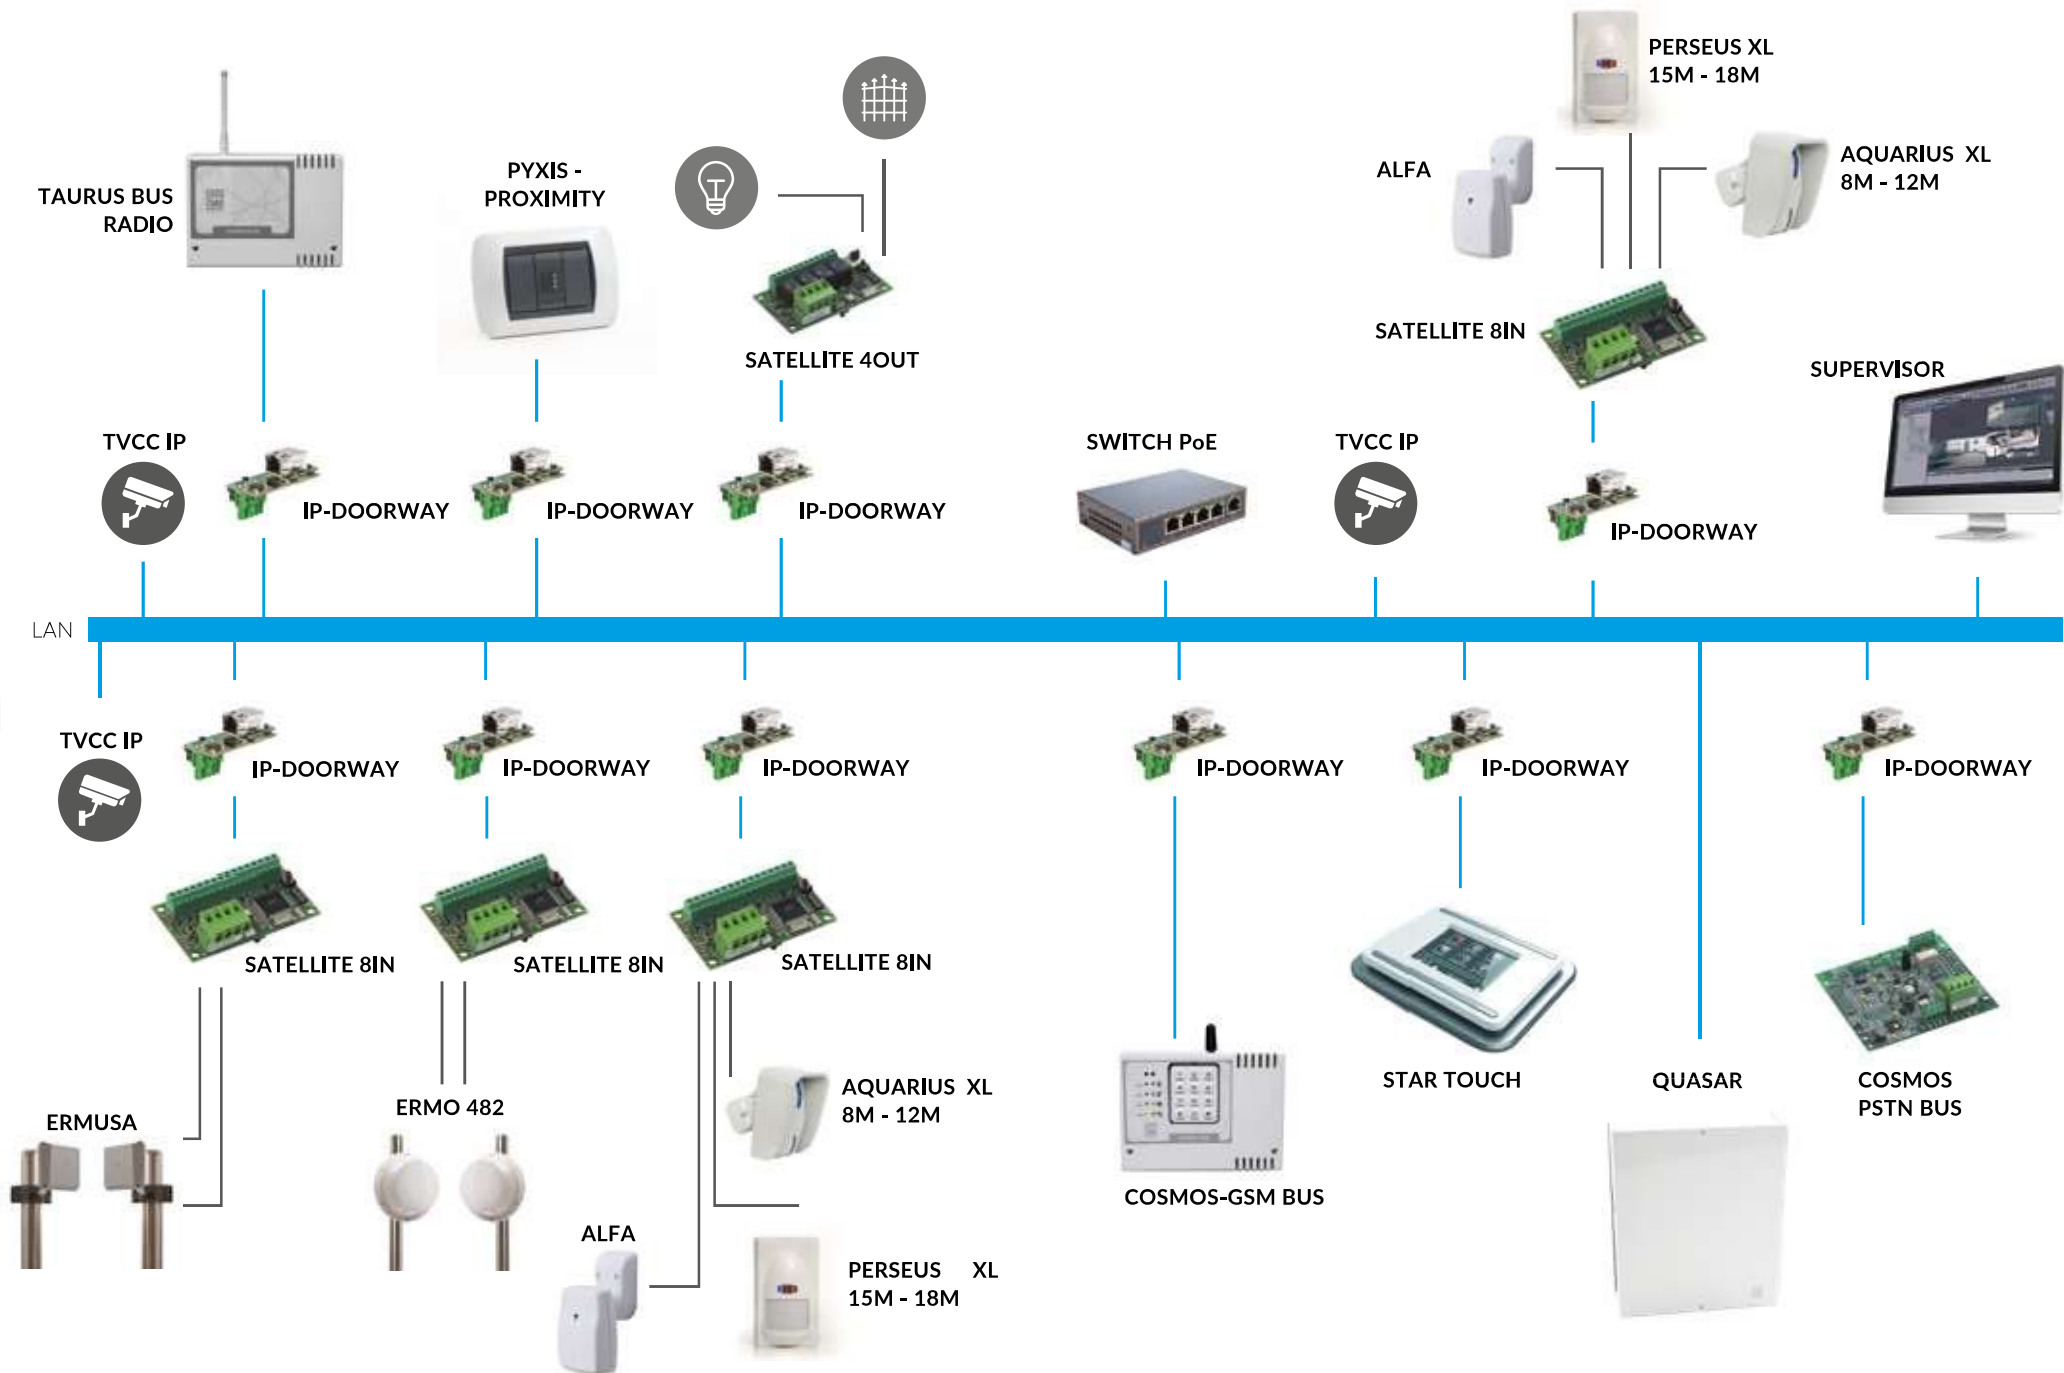 PERSEUS XL
15M - 18M
ALFA
AQUARIUS XL
8M - 12M
TAURUS BUS
RADIO
PYXIS -
PROXIMITY
SATELLITE 4OUT
SATELLITE 8IN
SUPERVISOR
TVCC IP
IP-DOORWAY
IP-DOORWAY
IP-DOORWAY
SWITCH PoE
TVCC IP
IP-DOORWAY
LAN
TVCC IP
IP-DOORWAY
IP-DOORWAY
IP-DOORWAY
IP-DOORWAY
IP-DOORWAY
IP-DOORWAY
SATELLITE 8IN
SATELLITE 8IN
SATELLITE 8IN
ERMUSA
ERMO 482
AQUARIUS XL
8M - 12M
ALFA
PERSEUS XL
15M - 18M
COSMOS-GSM BUS
STAR TOUCH
QUASAR
COSMOS
PSTN BUS